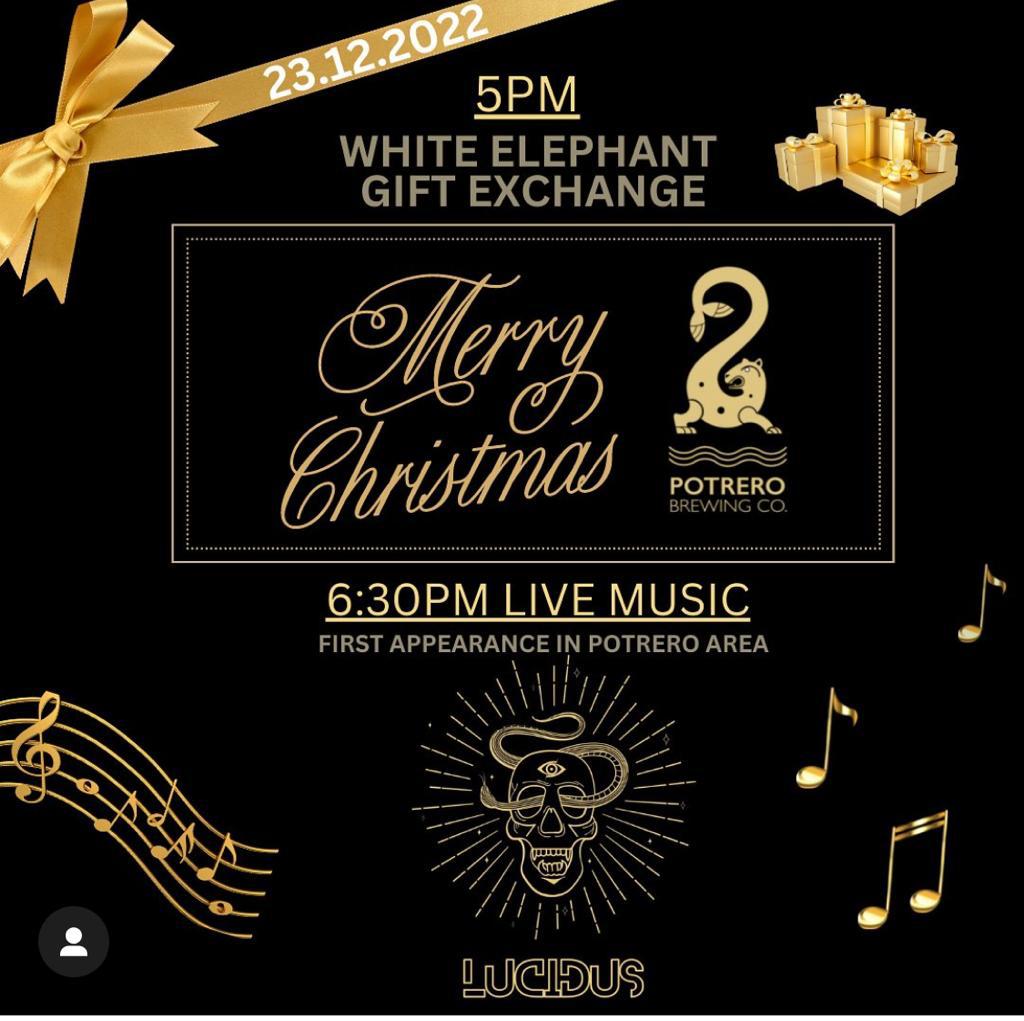 23.12.2022
5PM
WHITE ELEPHANT
GIFT EXCHANGE
Merry
Christmas
POTRERO
BREWING CO.
6:30PM LIVE MUSIC
FIRST APPEARANCE IN POTRERO AREA
LUCIDUS